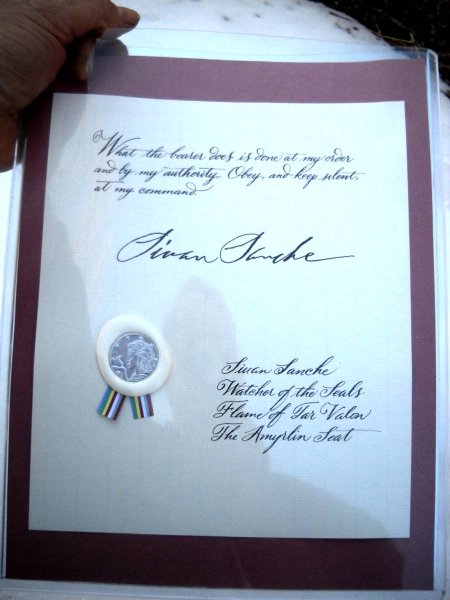 What the bearer does is done at my order
and by my authority. Obey, and keep silent,
at my command.
Siuan Sanche
Siuan Sanche
Watcher of the Seals
Flame of Tar Valon
The Amyrlin Seat